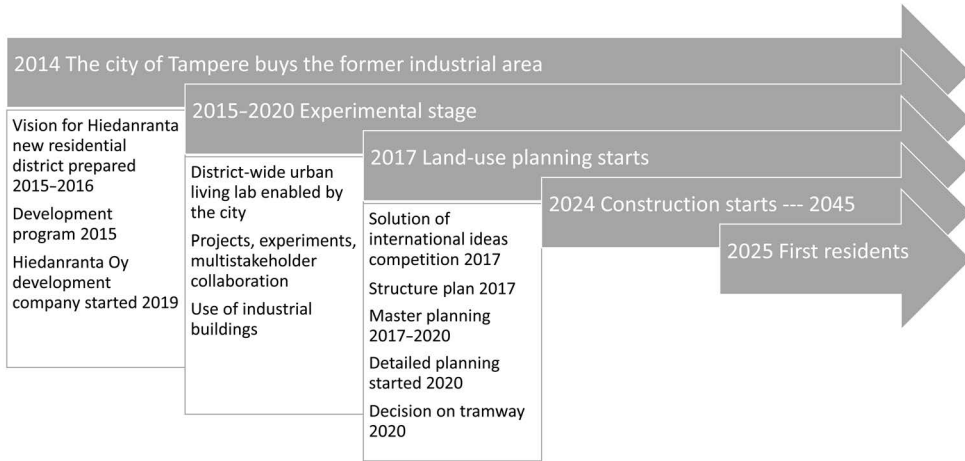 2014 The city of Tampere buys the former industrial area
Vision for Hiedanranta
new residential
district prepared
2015–2016
Development
program 2015
Hiedanranta Oy
development
company started 2019
2015–2020 Experimental stage
District-wide urban
living lab enabled by
the city
Projects, experiments,
multistakeholder
collaboration
Use of industrial
buildings
2017 Land-use planning starts
Solution of
international ideas
competition 2017
Structure plan 2017
Master planning
2017–2020
Detailed planning
started 2020
Decision on tramway
2020
2024 Construction starts --- 2045
2025 First residents